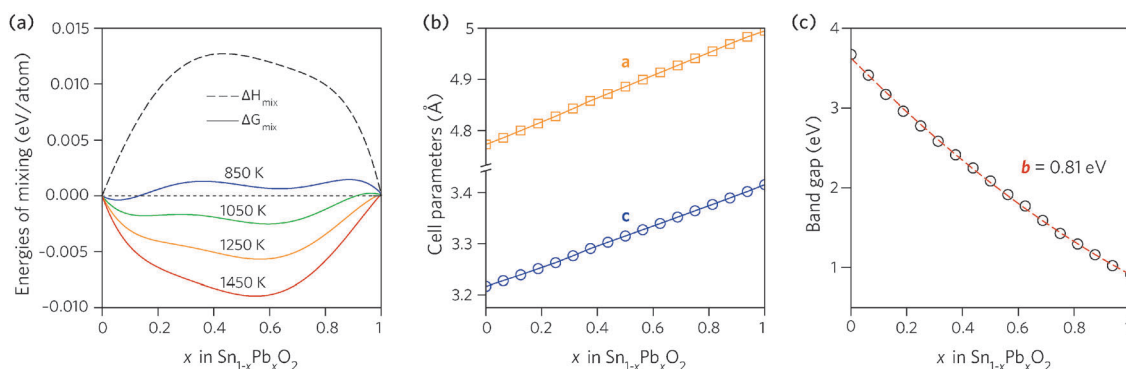 (a)
0.015
0.010
0.005
0.000
-0.005
-0.010
Energies of mixing (eV/atom)
ΔHmix
ΔGmix
850 K
1050 K
1250 K
1450 K
0 0.2 0.4 0.6 0.8 1
x in Sn1-xPbxO2
(b)
5
4.9
4.8
3.4
3.3
3.2
Cell parameters (Å)
a
c
0 0.2 0.4 0.6 0.8 1
x in Sn1-xPbxO2
(c)
4
3
2
1
Band gap (eV)
b = 0.81 eV
0 0.2 0.4 0.6 0.8 1
x in Sn1-xPbxO2